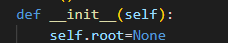 def __init__(self):
    self.root=None